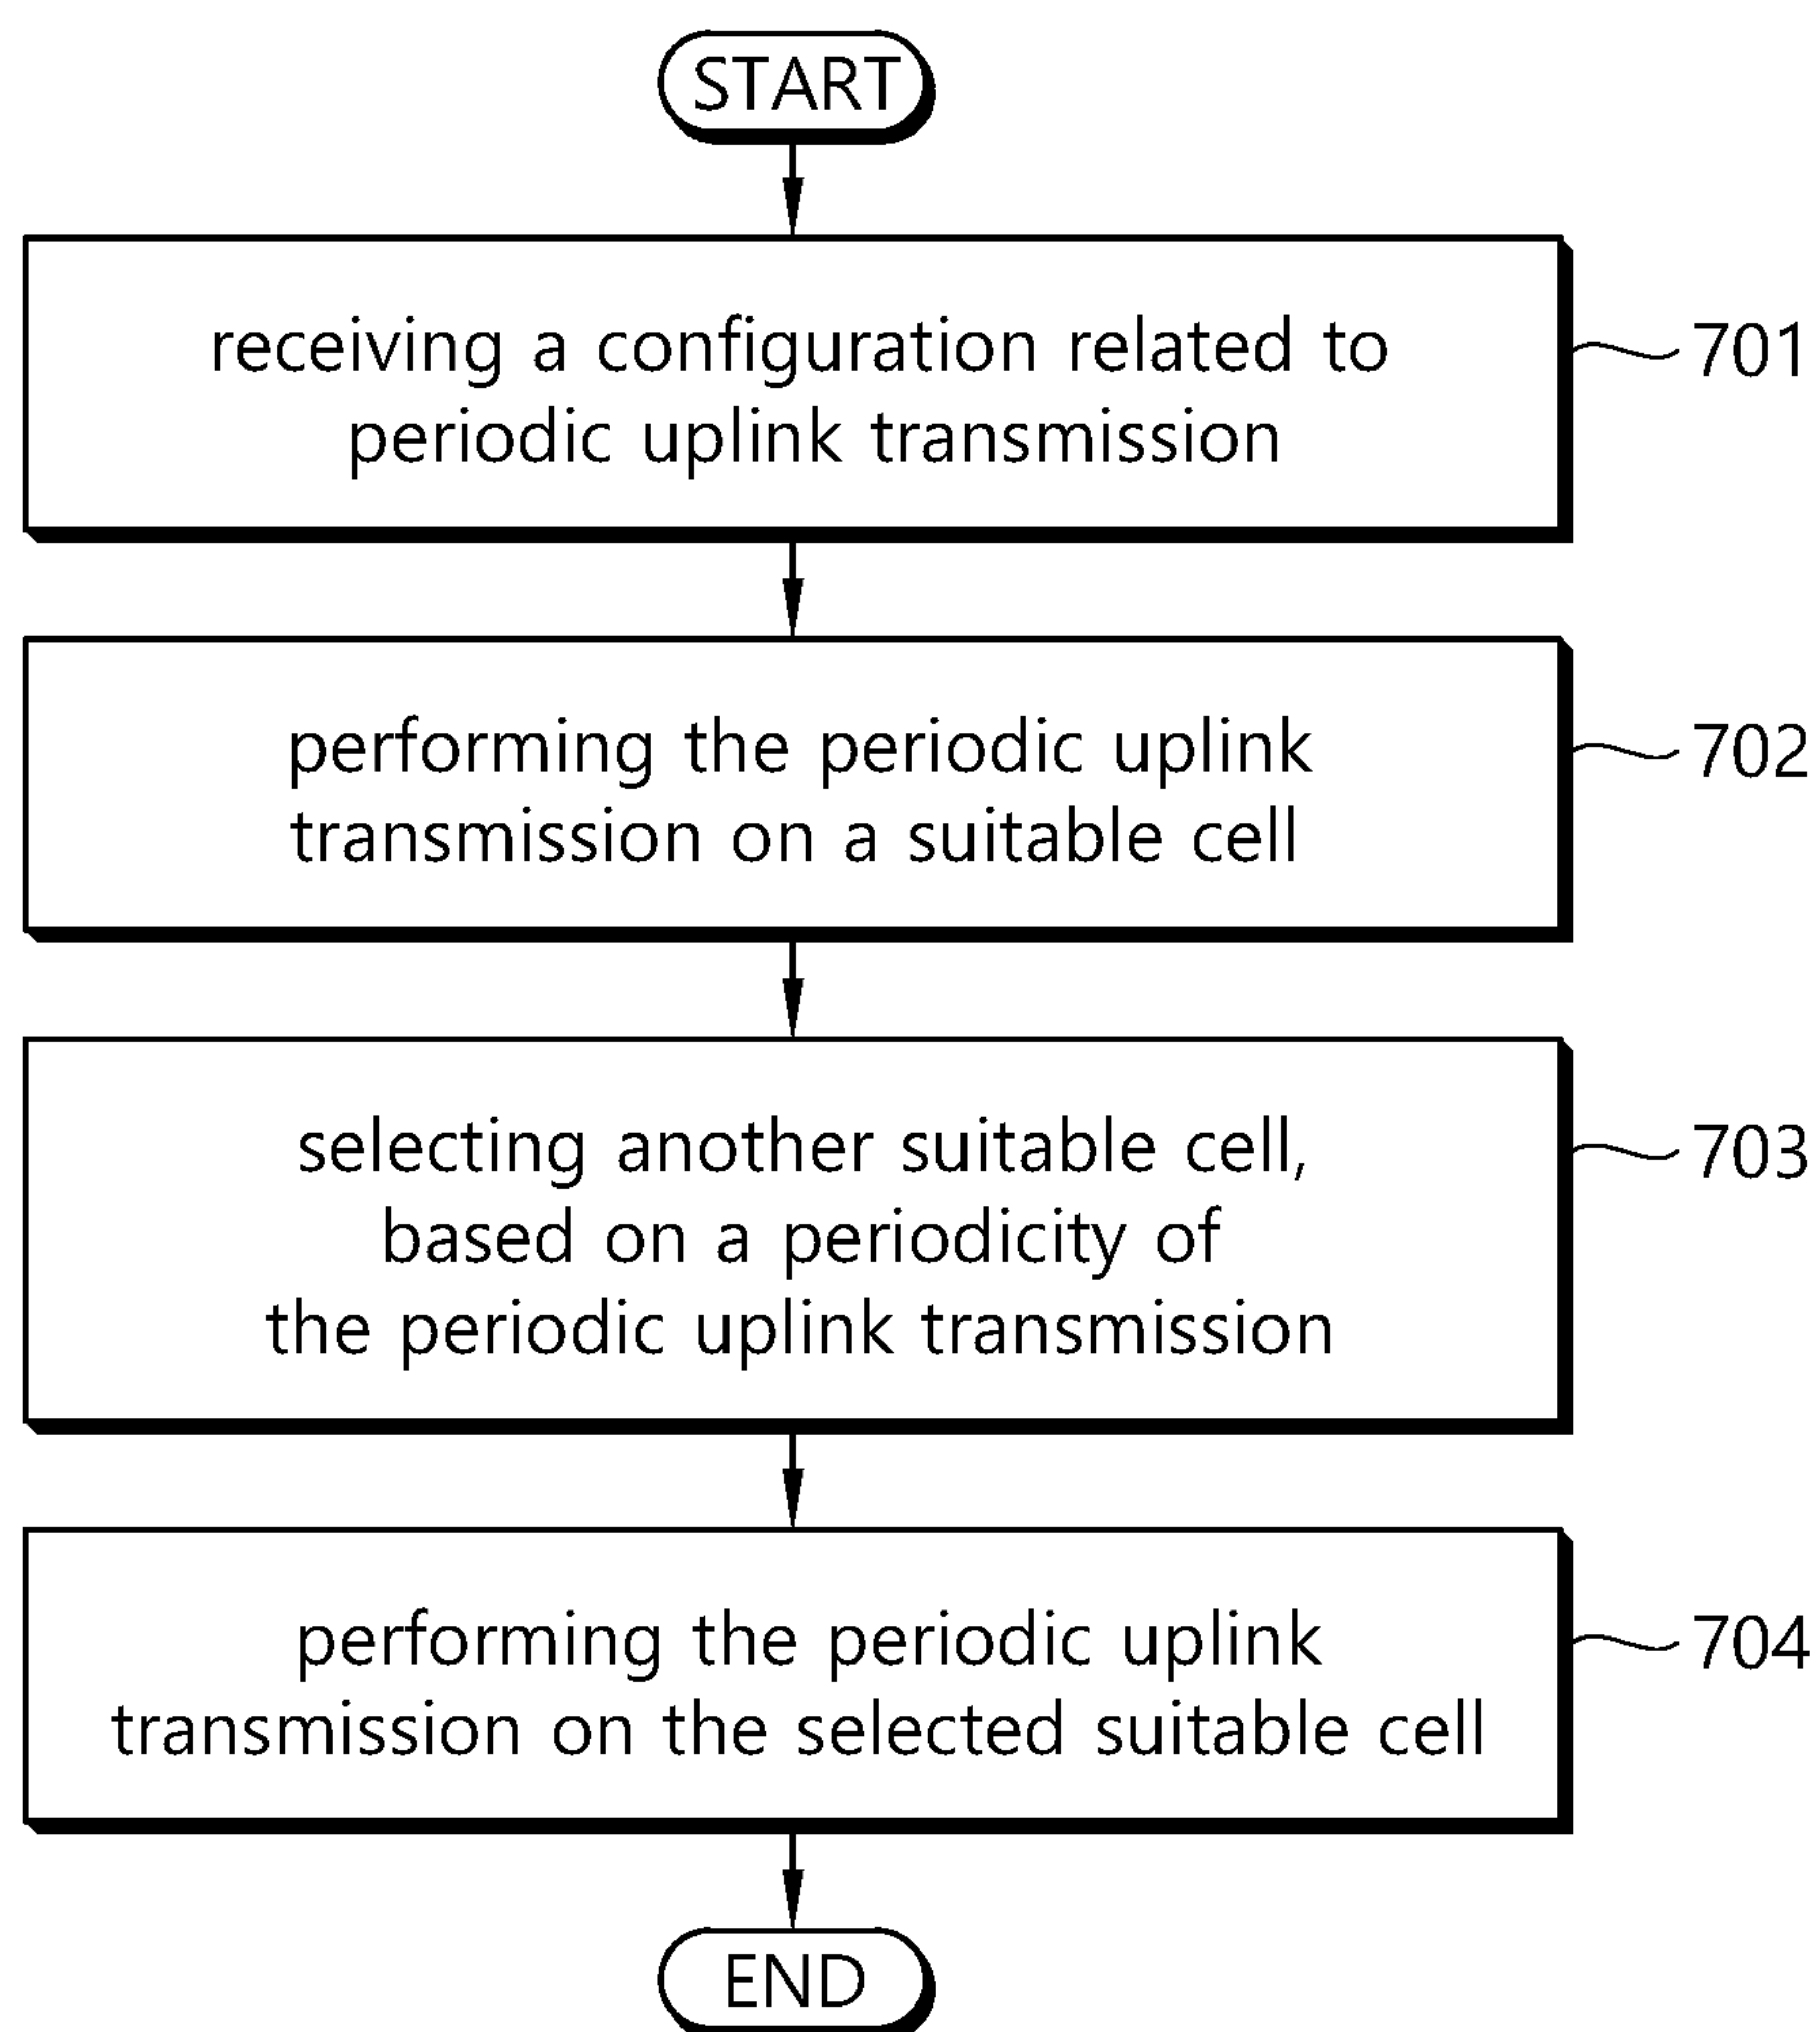 START
receiving a configuration related to
periodic uplink transmission
701
performing the periodic uplink
transmission on a suitable cell
702
selecting another suitable cell,
based on a periodicity of
the periodic uplink transmission
703
performing the periodic uplink
transmission on the selected suitable cell
704
END